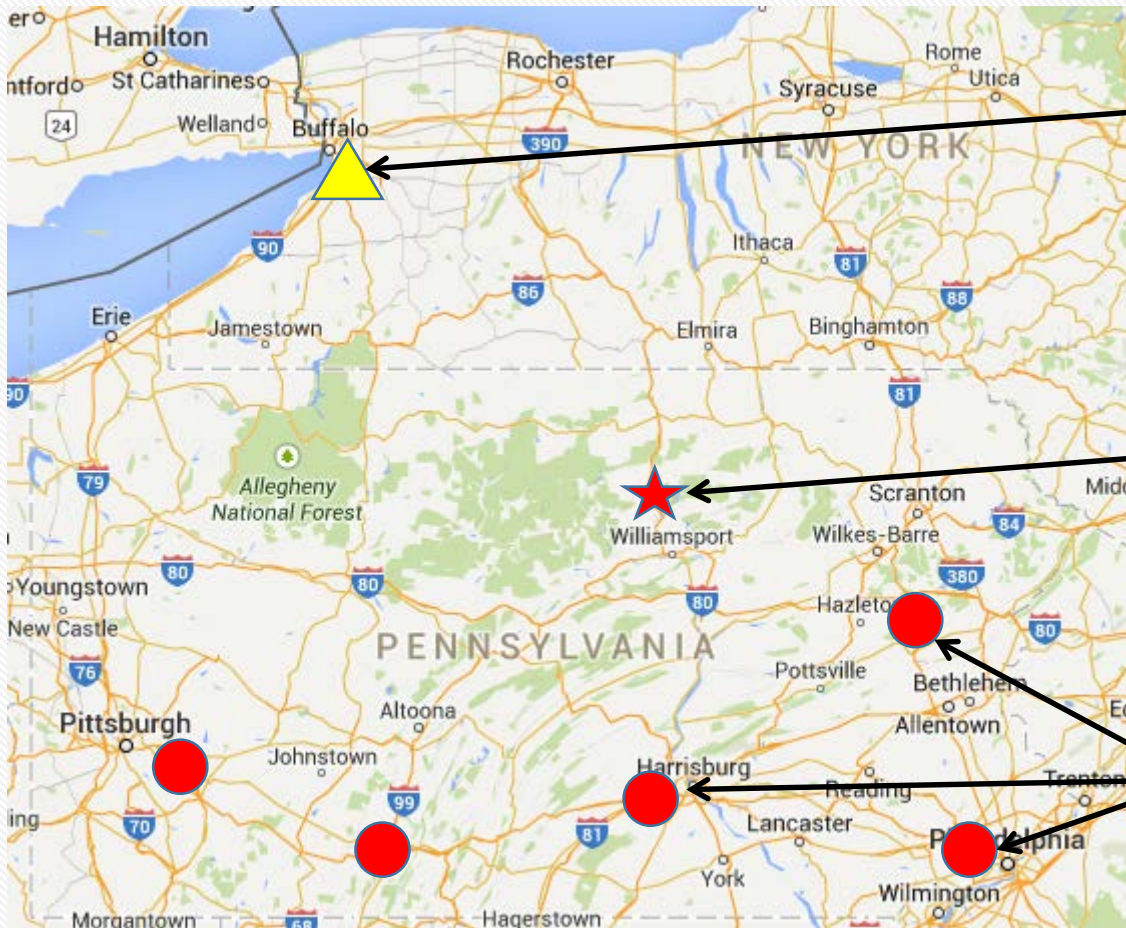 Hamilton
Rochester
Rome
St Catharines
Syracuse
Utica
ntford
24
Welland
Buffalo
390
NEW YORK
90
Ithaca
81
86
88
Erie
Jamestown
Elmira
Binghamton
90
81
79
Allegheny
National Forest
Scranton
Williamsport
Wilkes-Barre
84
80
80
380
Youngstown
80
Hazleto
80
New Castle
PENNSYLVANIA
76
Pottsville
Bethlehem
Pittsburgh
Altoona
Allentown
Johnstown
Harrisburg
Reading
Trenton
99
70
81
Lancaster
ing
York
Wilmington
Morgantown
68
Hagerstown